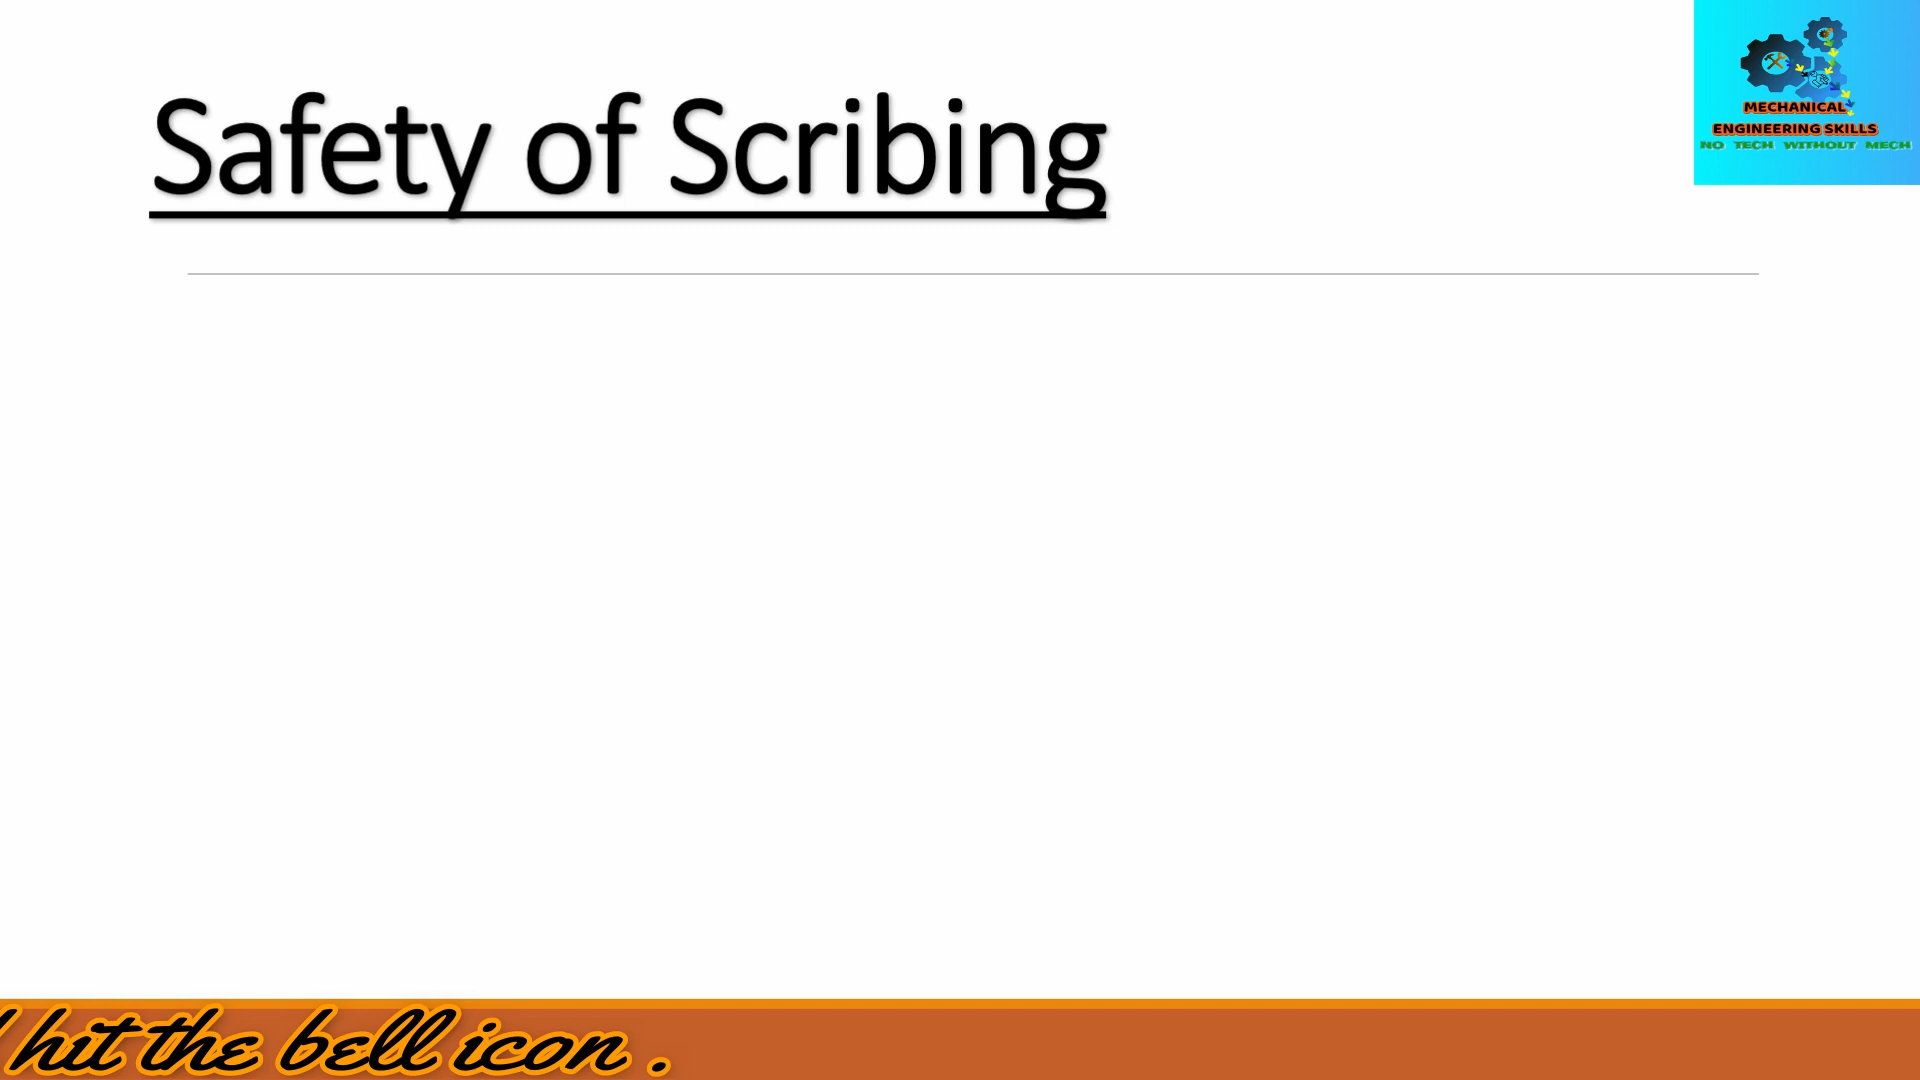 Safety of Scribing
MECHANICAL
ENGINEERING SKILLS
NO TECH WITHOUT MECH
hit the bell icon .